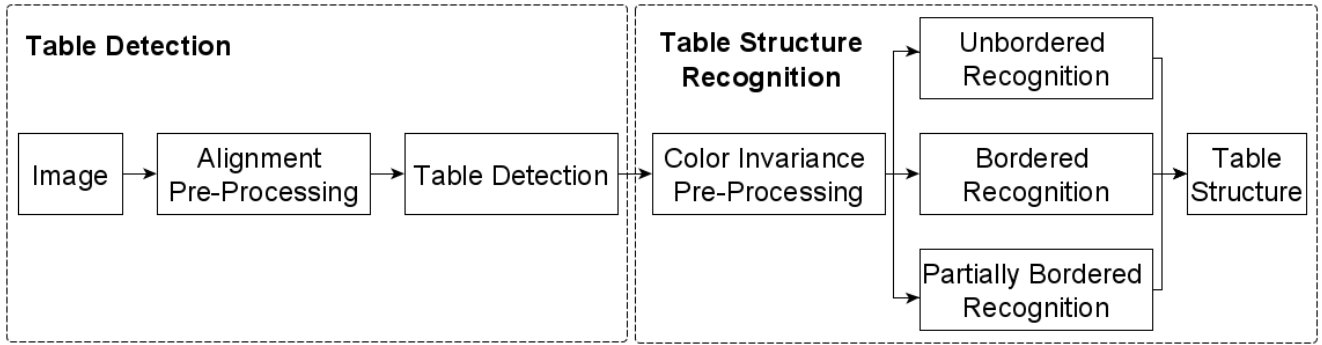 Table Detection
Image
Alignment
Pre-Processing
Table Detection
Table Structure
Recognition
Color Invariance
Pre-Processing
Unbordered
Recognition
Bordered
Recognition
Partially Bordered
Recognition
Table
Structure